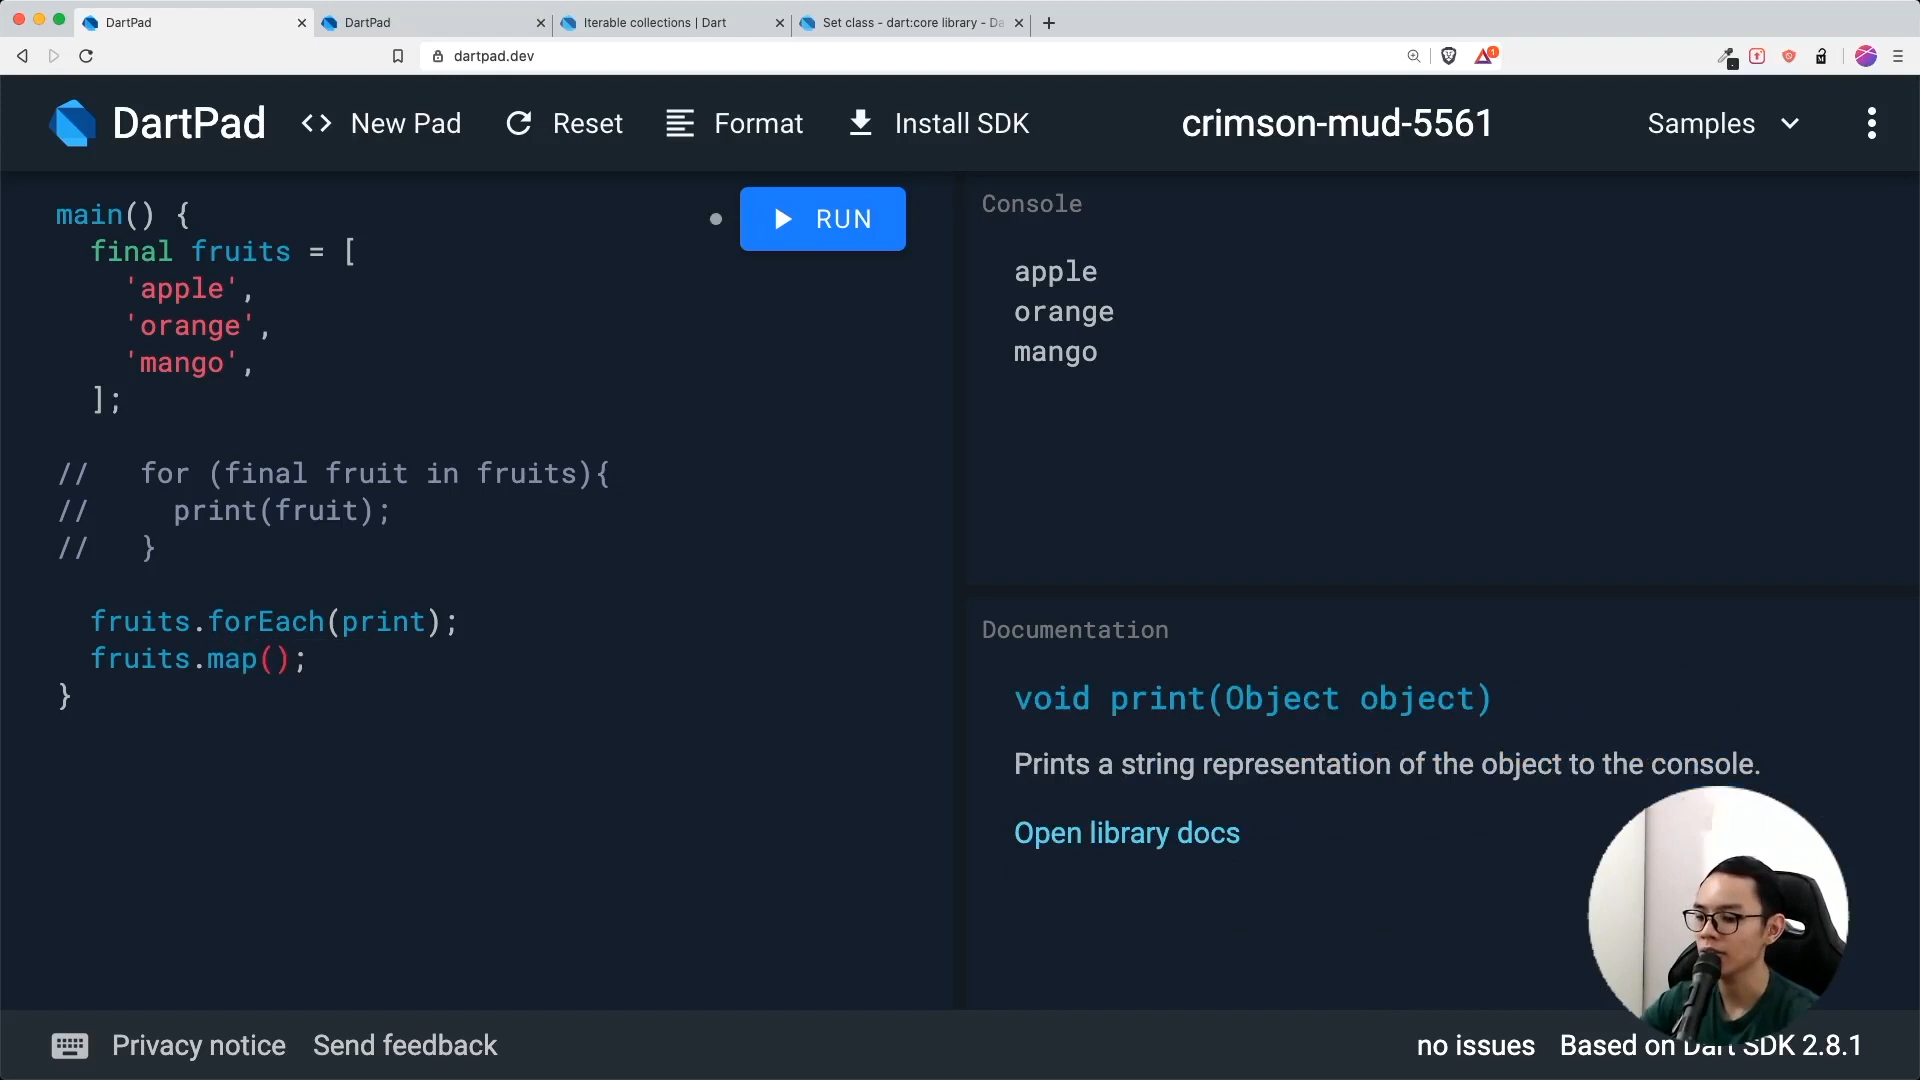 DartPad
DartPad
Iterable collections | Dart
Set class - dart:core library - Da
dartpad.dev
1
DartPad
New Pad
Reset
Format
Install SDK
crimson-mud-5561
Samples
main() {
final fruits = [
'apple',
'orange',
'mango',
];
// for (final fruit in fruits){
// print(fruit);
// }
fruits.forEach(print);
fruits.map();
}
RUN
Console
apple
orange
mango
Documentation
void print(Object object)
Prints a string representation of the object to the console.
Open library docs
Privacy notice
Send feedback
no issues
Based on Dart SDK 2.8.1